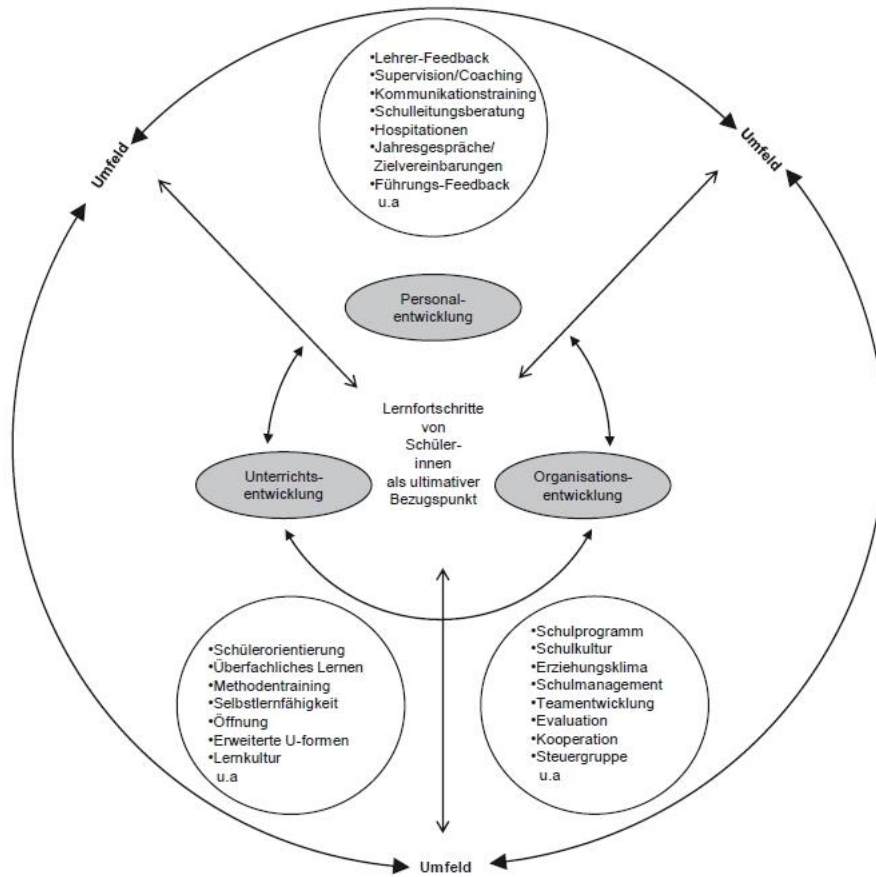 •Lehrer-Feedback
•Supervision/Coaching
•Kommunikationstraining
•Schulleitungsberatung
•Hospitationen
•Jahresgespräche/
Zielvereinbarungen
•Führungs-Feedback
u.a
Umfeld
Umfeld
Personal-
entwicklung
Lernfortschritte
von
Schüler-
innen
als ultimativer
Bezugspunkt
Unterrichts-
entwicklung
Organisations-
entwicklung
•Schülerorientierung
•Überfachliches Lernen
•Methodentraining
•Selbstlernfähigkeit
•Öffnung
•Erweiterte U-formen
•Lernkultur
u.a
•Schulprogramm
•Schulkultur
•Erziehungsklima
•Schulmanagement
•Teamentwicklung
•Evaluation
•Kooperation
•Steuergruppe
u.a
Umfeld